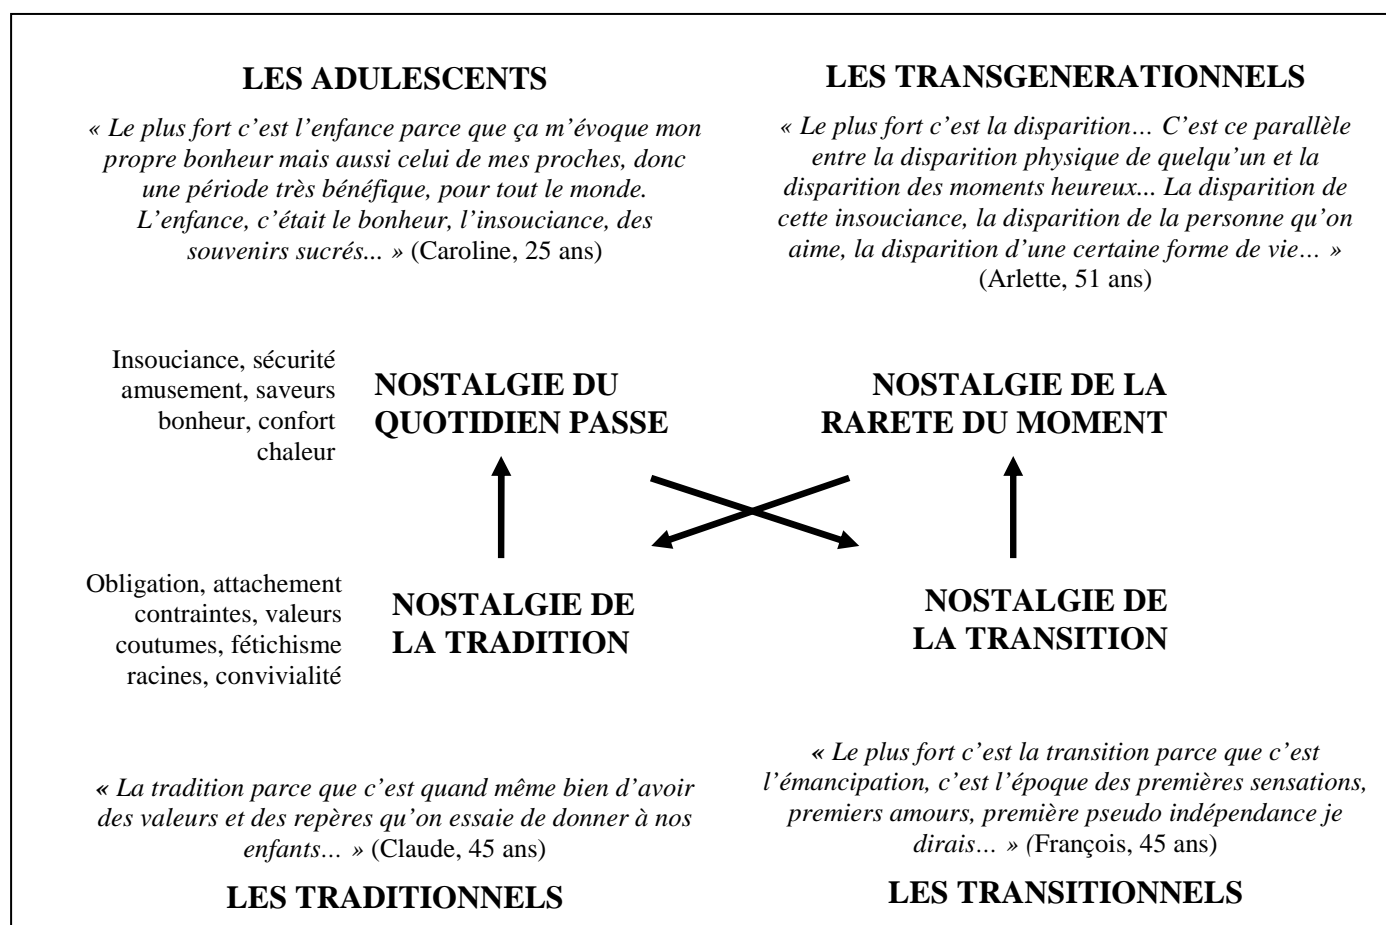 LES ADULESCENTS
« Le plus fort c’est l’enfance parce que ça m’évoque mon
propre bonheur mais aussi celui de mes proches, donc
une période très bénéfique, pour tout le monde.
L’enfance, c’était le bonheur, l’insouciance, des
souvenirs sucrés... » (Caroline, 25 ans)
LES TRANSGENERATIONNELS
« Le plus fort c’est la disparition… C’est ce parallèle
entre la disparition physique de quelqu’un et la
disparition des moments heureux... La disparition de
cette insouciance, la disparition de la personne qu’on
aime, la disparition d’une certaine forme de vie… »
(Arlette, 51 ans)
Insouciance, sécurité
amusement, saveurs
bonheur, confort
chaleur
NOSTALGIE DU
QUOTIDIEN PASSE
NOSTALGIE DE LA
RARETE DU MOMENT
Obligation, attachement
contraintes, valeurs
coutumes, fétichisme
racines, convivialité
NOSTALGIE DE
LA TRADITION
NOSTALGIE DE
LA TRANSITION
« La tradition parce que c’est quand même bien d’avoir
des valeurs et des repères qu’on essaie de donner à nos
enfants… » (Claude, 45 ans)
LES TRADITIONNELS
« Le plus fort c’est la transition parce que c’est
l’émancipation, c’est l’époque des premières sensations,
premiers amours, première pseudo indépendance je
dirais… » (François, 45 ans)
LES TRANSITIONNELS